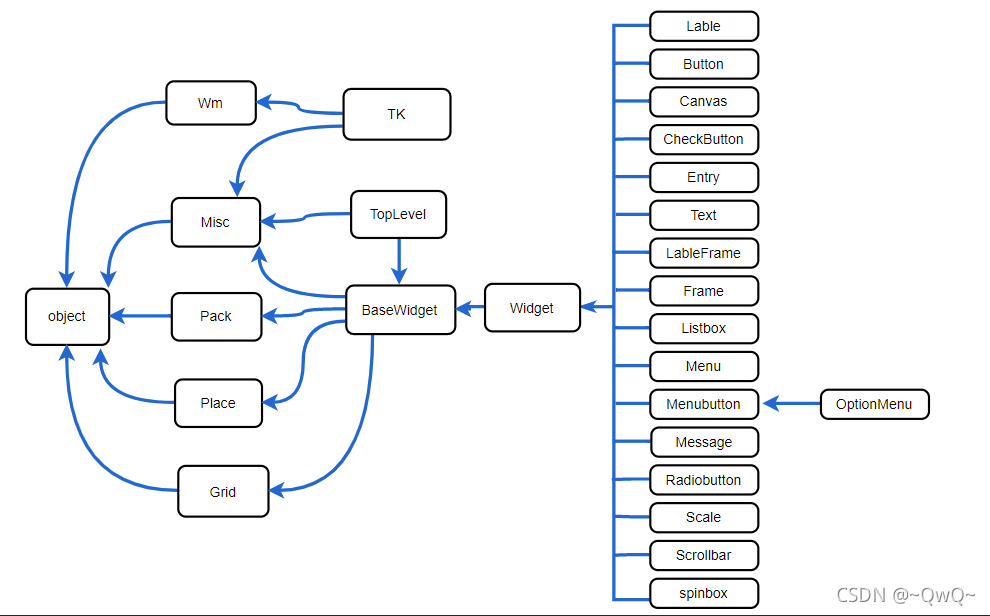 Lable
Button
Wm
TK
Canvas
CheckButton
Entry
Misc
TopLevel
Text
LableFrame
object
Pack
BaseWidget
Widget
Frame
Listbox
Menu
Place
Menubutton
OptionMenu
Message
Grid
Radiobutton
Scale
Scrollbar
spinbox
CSDN @~QwQ~